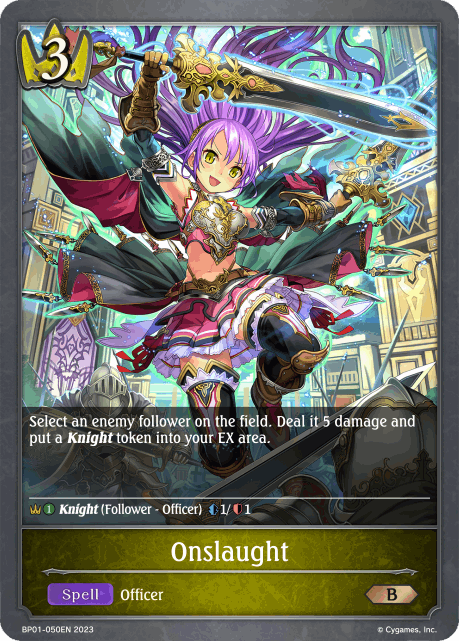 3
Select an enemy follower on the field. Deal it 5 damage and
put a Knight token into your EX area.
1 Knight (Follower - Officer) 1/ 1
Onslaught
Spell Officer B
BP01-050EN 2023 © Cygames, Inc.